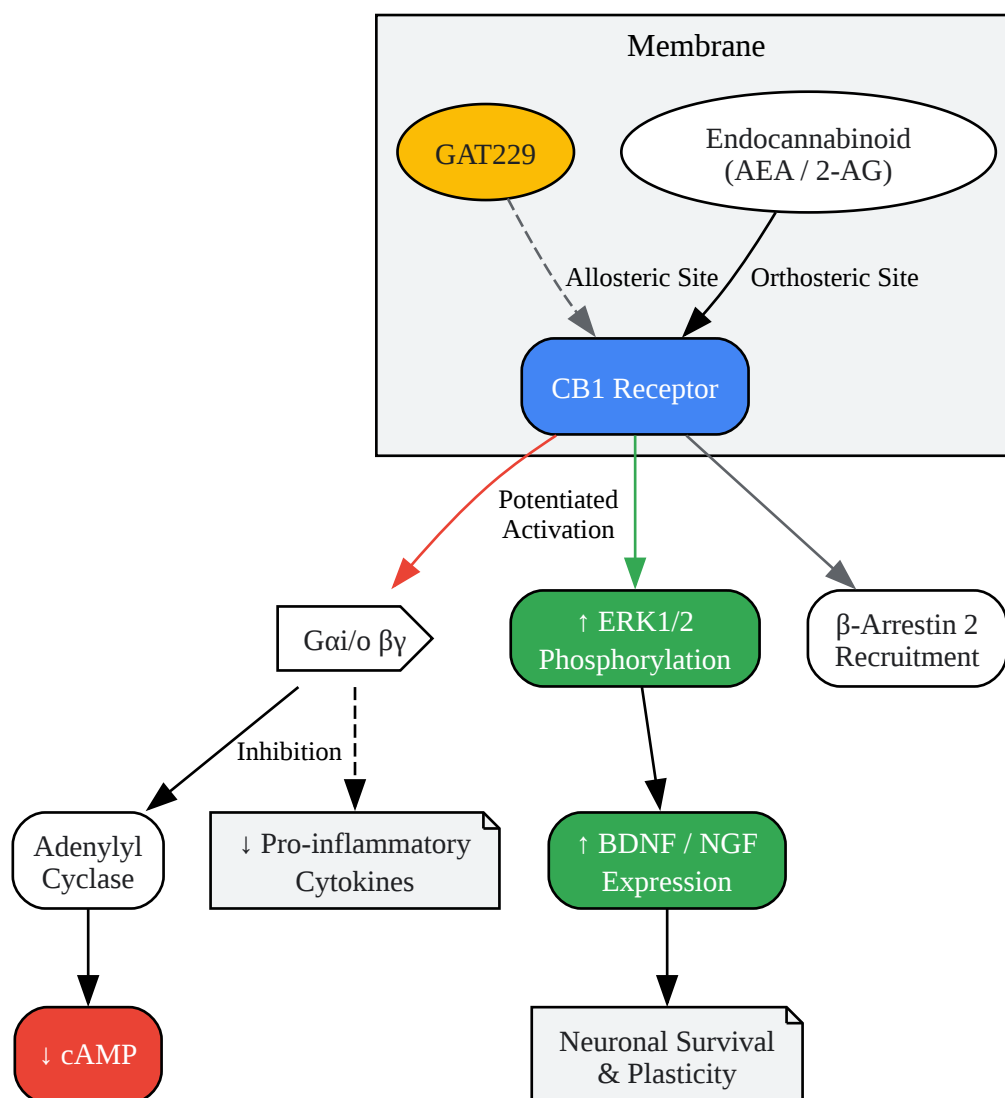 Membrane
GAT229
Endocannabinoid
(AEA / 2-AG)
Allosteric Site
Orthosteric Site
CB1 Receptor
Potentiated
Activation
Gαi/o βγ
↑ ERK1/2
Phosphorylation
β-Arrestin 2
Recruitment
Inhibition
Adenylyl
Cyclase
↓ Pro-inflammatory
Cytokines
↑ BDNF / NGF
Expression
↓ cAMP
Neuronal Survival
& Plasticity